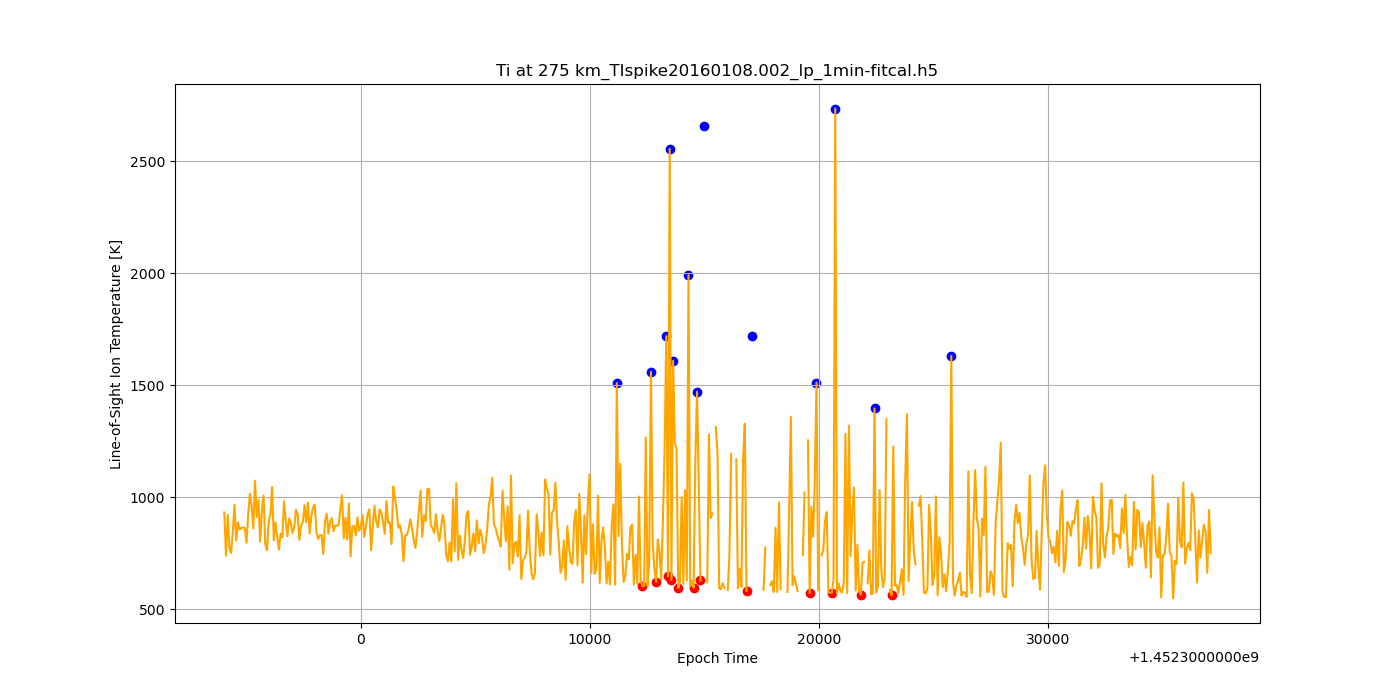 Ti at 275 km_TIspike20160108.002_lp_1min-fitcal.h5
Line-of-Sight Ion Temperature [K]
2500
2000
1500
1000
500
0
10000
20000
30000
Epoch Time
+1.4523000000e9